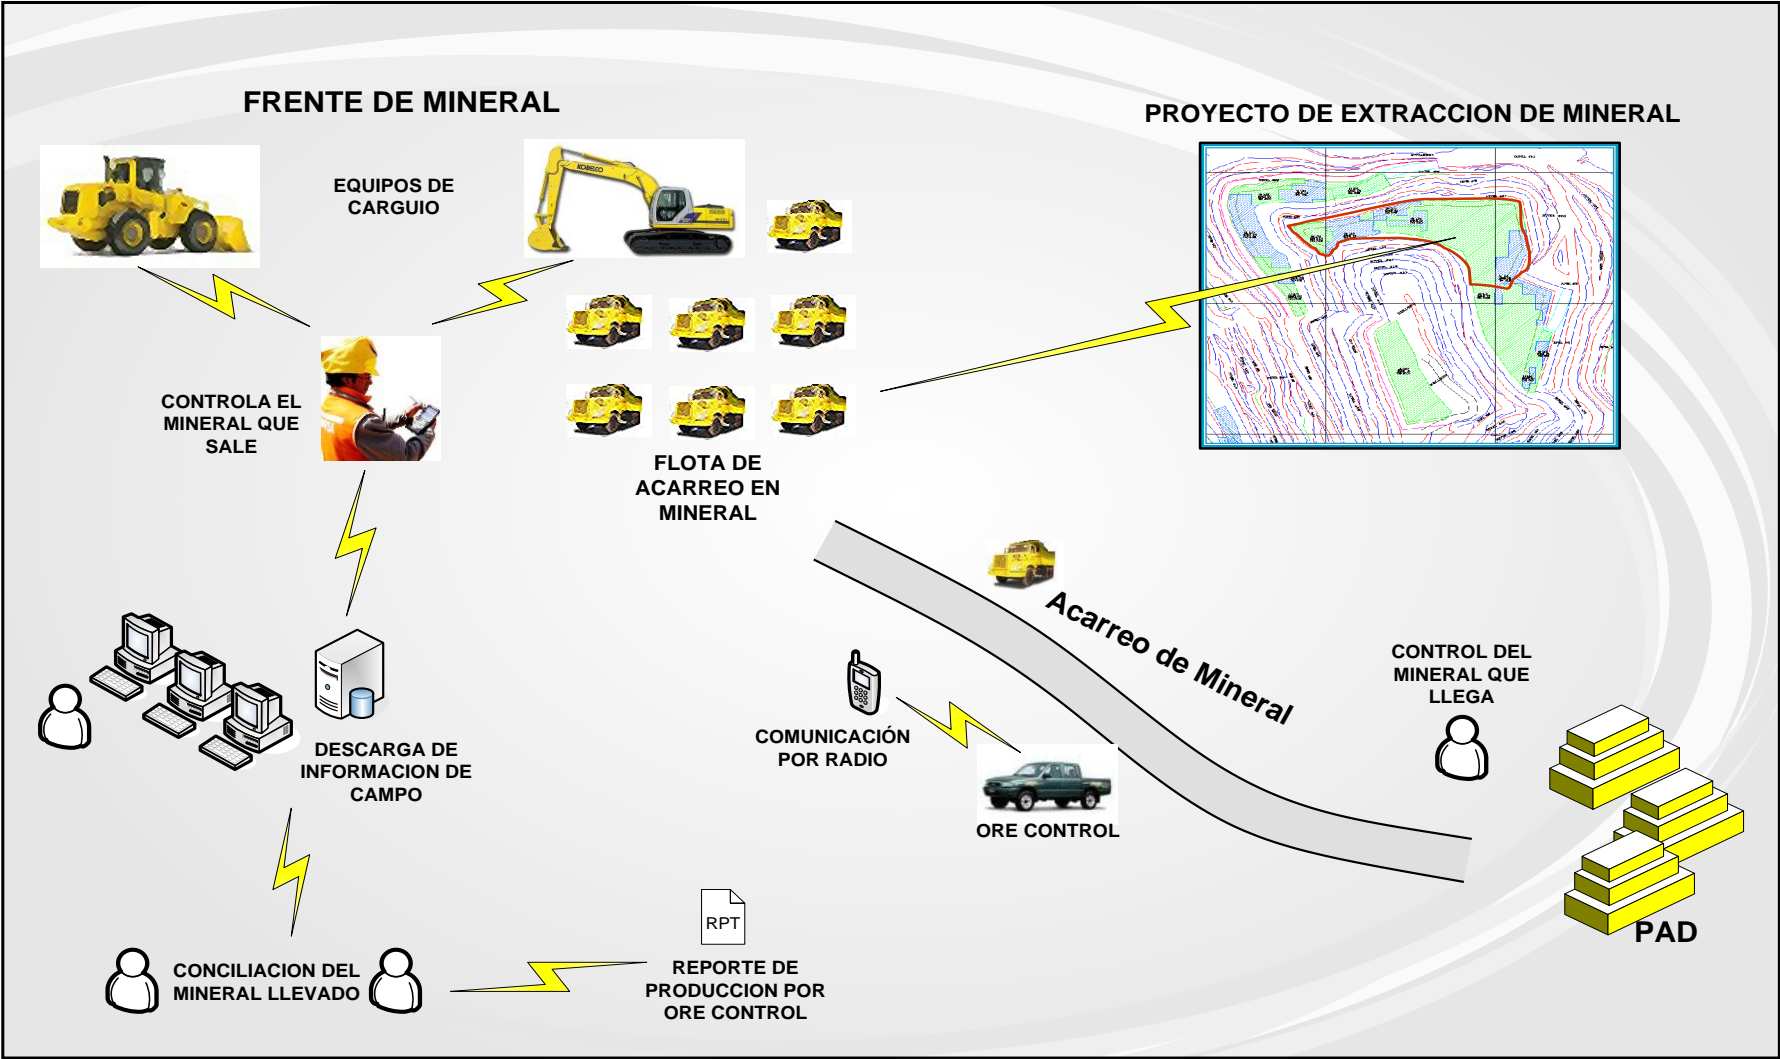 FRENTE DE MINERAL
PROYECTO DE EXTRACCION DE MINERAL
EQUIPOS DE
CARGUIO
KOBELCO
CONTROLA EL
MINERAL QUE
SALE
FLOTA DE
ACARREO EN
MINERAL
Acarreo de Mineral
CONTROL DEL
MINERAL QUE
LLEGA
COMUNICACIÓN
POR RADIO
ORE CONTROL
DESCARGA DE
INFORMACION DE
CAMPO
PAD
RPT
CONCILIACION DEL
MINERAL LLEVADO
REPORTE DE
PRODUCCION POR
ORE CONTROL